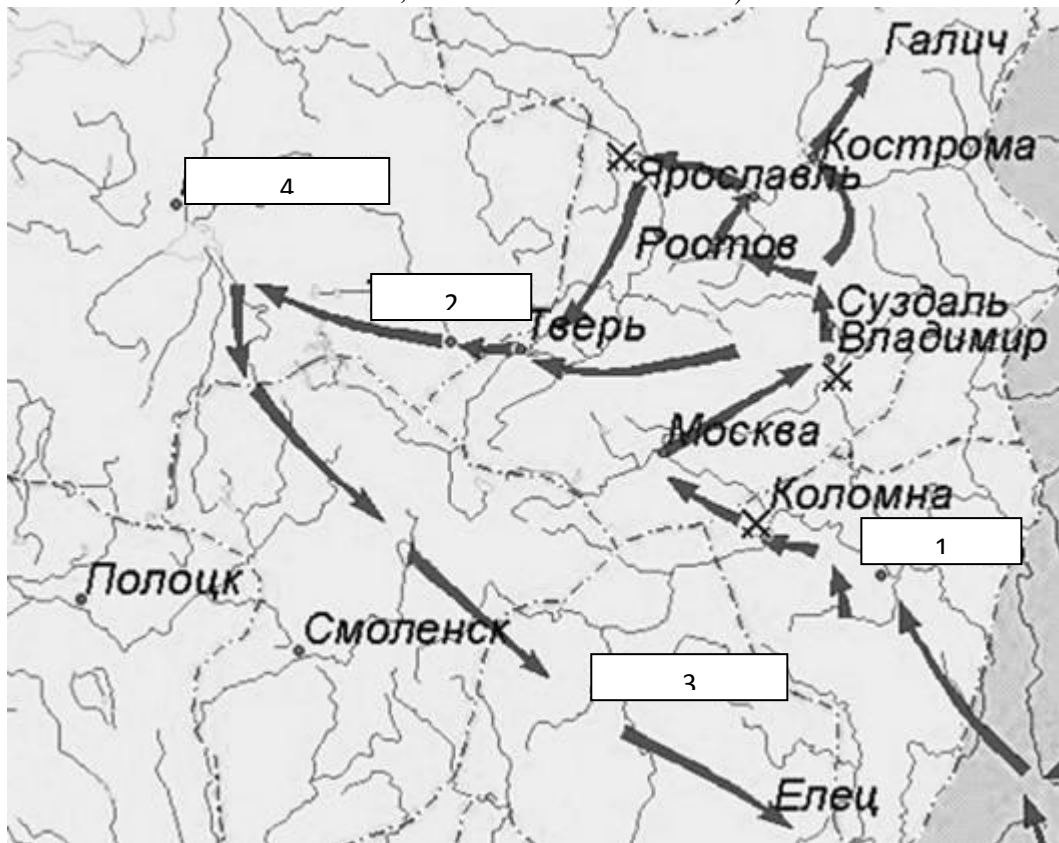 Галич
Кострома
4
Ярославль
Ростов
2
Суздаль
Тверь
Владимир
Москва
Коломна
1
Полоцк
Смоленск
3
Елец